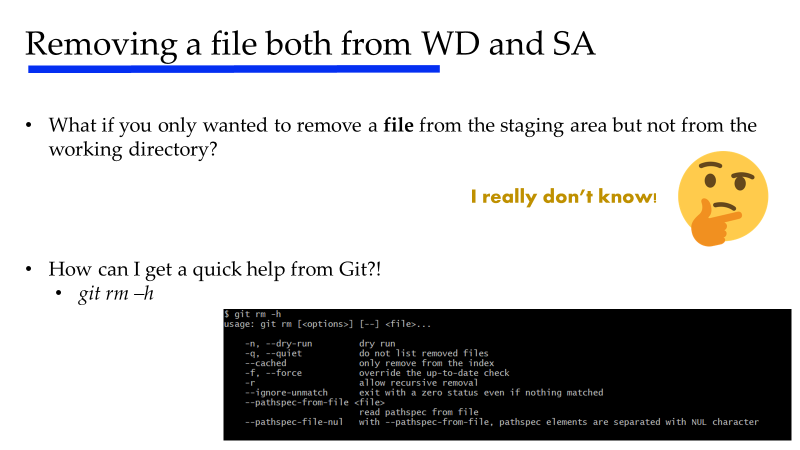 Removing a file both from WD and SA
• What if you only wanted to remove a file from the staging area but not from the
working directory?
I really don't know!
• How can I get a quick help from Git?!
• git rm –h
$ git rm -h
usage: git rm [<options>] [--] <file>...
-n, --dry-run dry run
-q, --quiet do not list removed files
--cached only remove from the index
-f, --force override the up-to-date check
-r allow recursive removal
--ignore-unmatch exit with a zero status even if nothing matched
--pathspec-from-file <file>
read pathspec from file
--pathspec-file-nul with --pathspec-from-file, pathspec elements are separated with NUL character